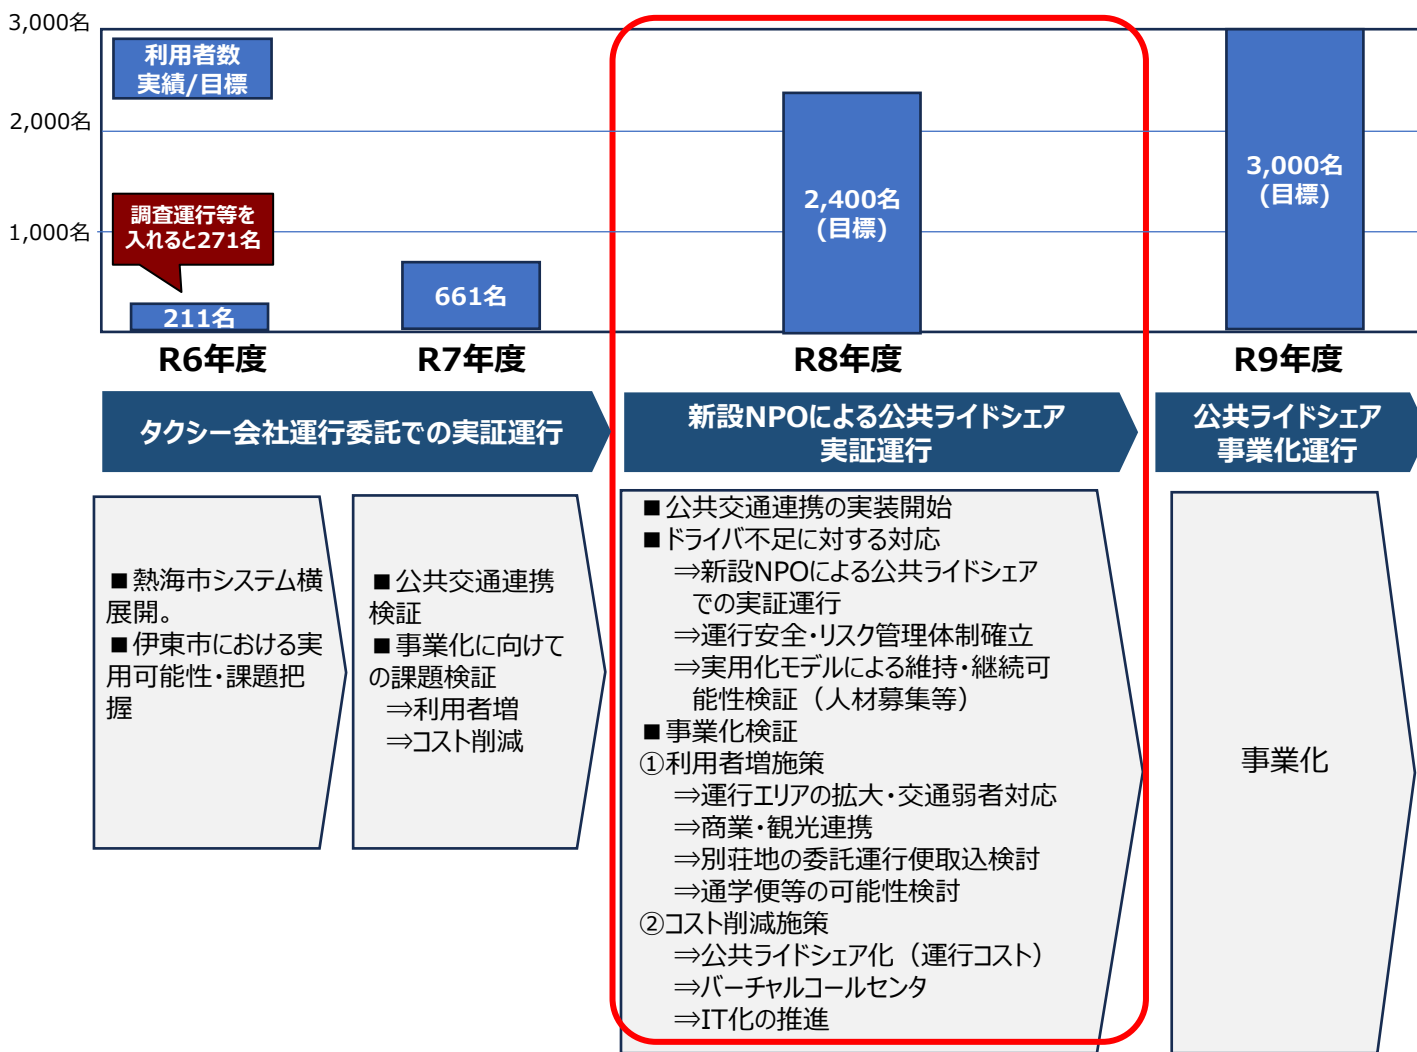 3,000名
2,000名
1,000名
利用者数
実績/目標
調査運行等を
入れると271名
211名
661名
2,400名
(目標)
3,000名
(目標)
R6年度
R7年度
R8年度
R9年度
タクシー会社運行委託での実証運行
新設NPOによる公共ライドシェア
実証運行
公共ライドシェア
事業化運行
■熱海市システム横
展開。
■伊東市における実
用可能性・課題把
握
■公共交通連携
検証
■事業化に向けて
の課題検証
⇒利用者増
⇒コスト削減
■公共交通連携の実装開始
■ドライバ不足に対する対応
⇒新設NPOによる公共ライドシェア
での実証運行
⇒運行安全・リスク管理体制確立
⇒実用化モデルによる維持・継続可
能性検証（人材募集等）
■事業化検証
①利用者増施策
⇒運行エリアの拡大・交通弱者対応
⇒商業・観光連携
⇒別荘地の委託運行便取込検討
⇒通学便等の可能性検討
②コスト削減施策
⇒公共ライドシェア化（運行コスト）
⇒バーチャルコールセンタ
⇒IT化の推進
事業化